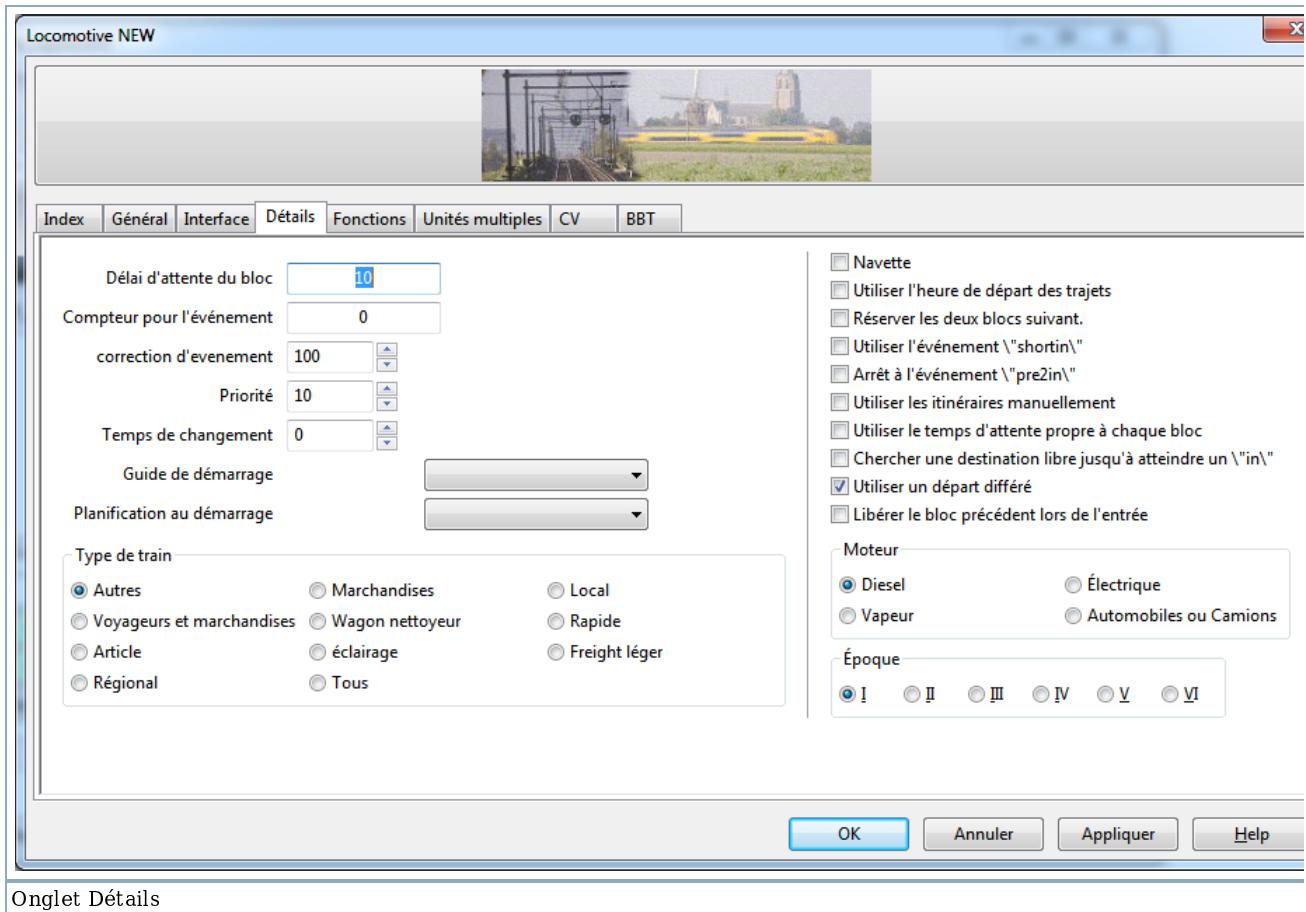 Locomotive NEW
Index Général Interface Détails Fonctions Unités multiples CV BBT
Délai d'attente du bloc 10
Compteur pour l'événement 0
correction d'evenement 100
Priorité 10
Temps de changement 0
Guide de démarrage
Planification au démarrage
Type de train
Autres Marchandises Local
Voyageurs et marchandises Wagon nettoyeur Rapide
Article éclairage Freight léger
Régional Tous
Navette
Utiliser l'heure de départ des trajets
Réserver les deux blocs suivant.
Utiliser l'événement \"shortin\"
Arrêt à l'événement \"pre2in\"
Utiliser les itinéraires manuellement
Utiliser le temps d'attente propre à chaque bloc
Chercher une destination libre jusqu'à atteindre un \"in\"
Utiliser un départ différé
Libérer le bloc précédent lors de l'entrée
Moteur
Diesel Électrique
Vapeur Automobiles ou Camions
Époque
I II III IV V VI
OK Annuler Appliquer Help
Onglet Détails